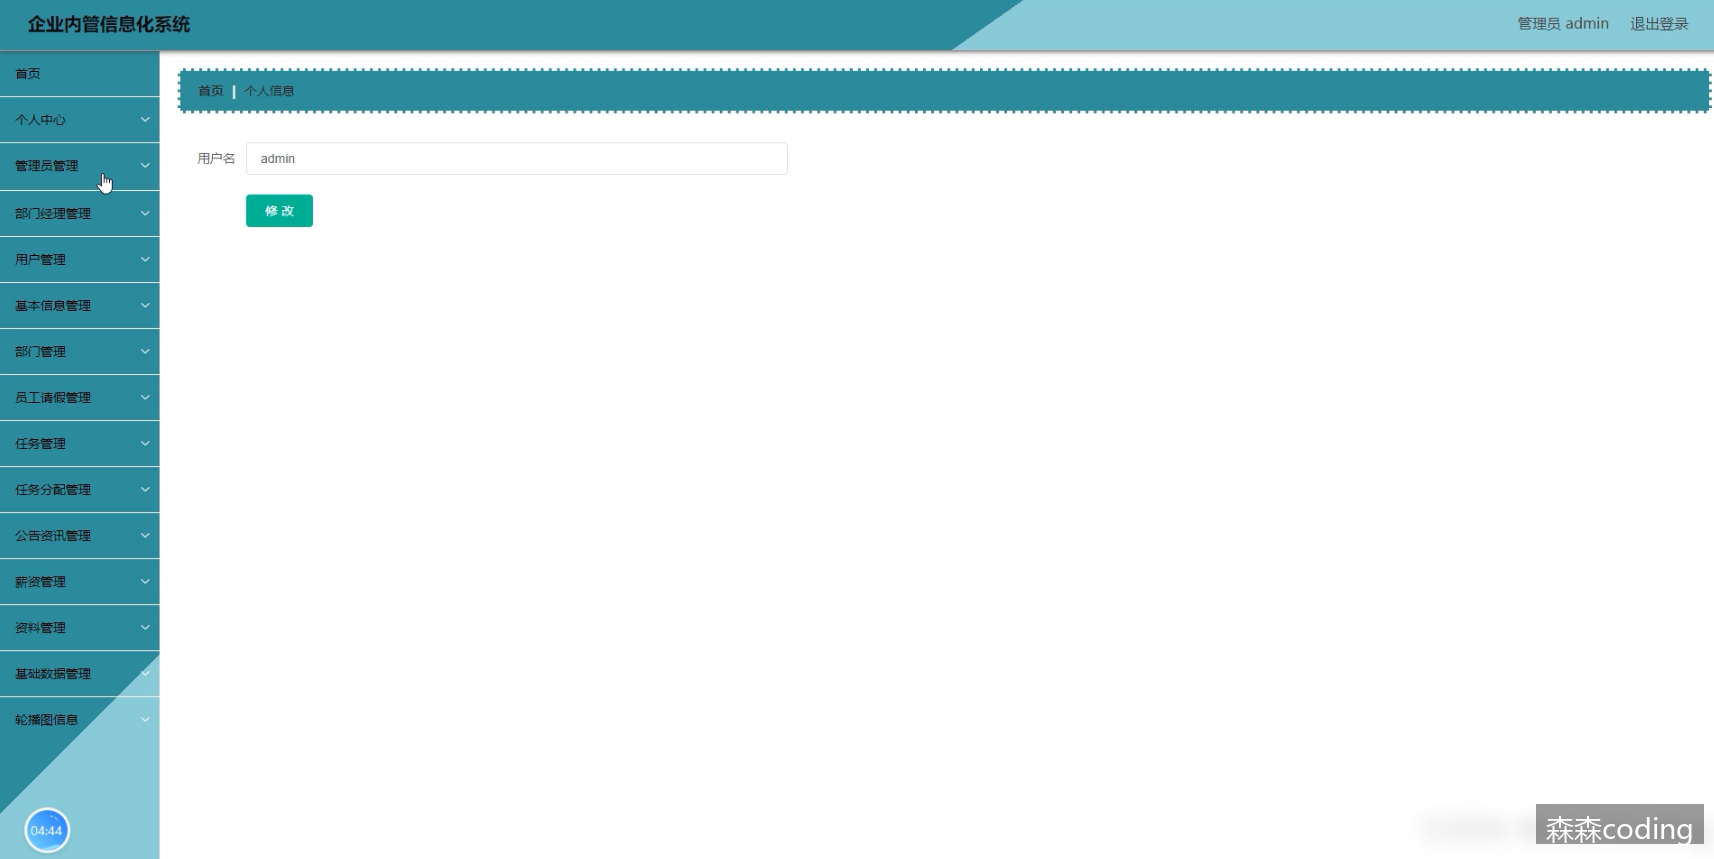 企业内管信息化系统
管理员 admin 退出登录
首页
个人中心
管理员管理
部门经理管理
用户管理
基本信息管理
部门管理
员工请假管理
任务管理
任务分配管理
公告资讯管理
薪资管理
资料管理
基础数据管理
轮播图信息
04:44
首页 | 个人信息
用户名 admin
修 改
森森coding